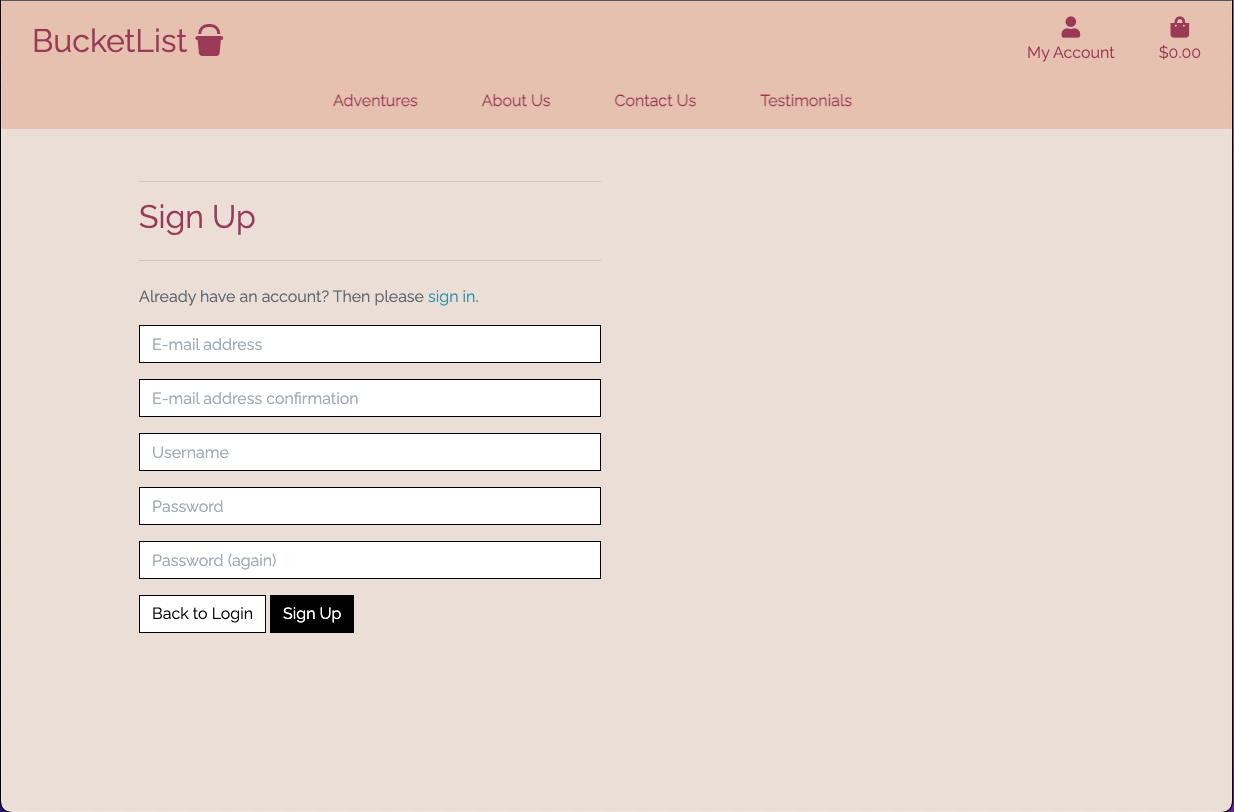 BucketList
My Account
$0.00
Adventures About Us Contact Us Testimonials
Sign Up
Already have an account? Then please sign in.
E-mail address
E-mail address confirmation
Username
Password
Password (again)
Back to Login Sign Up